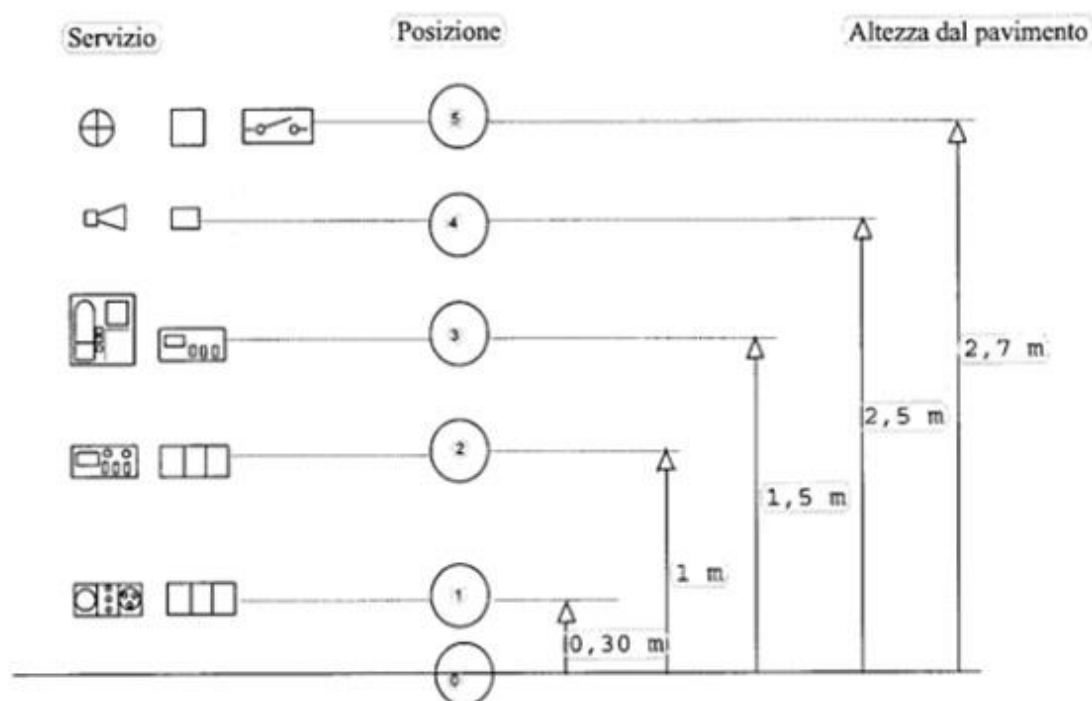 Servizio Posizione Altezza dal pavimento
5
4
3
2,7 m
2,5 m
2
1,5 m
1 m
1
0,30 m
0